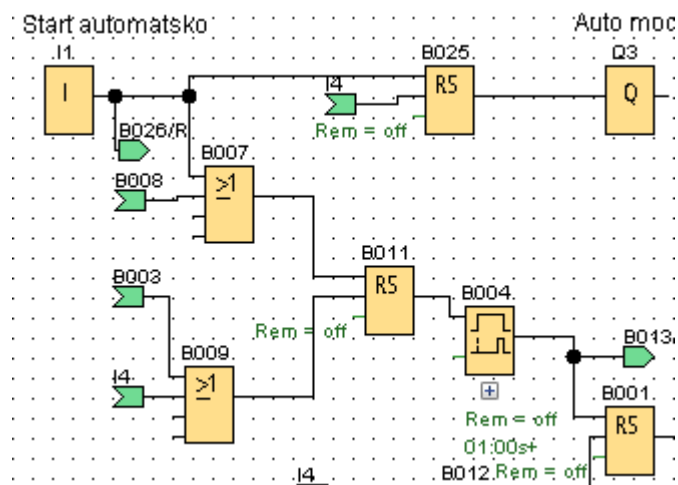 Start automatsko
Auto moc
I1
I
B025
RS
Q3
Q
I4
B026/R
Rem = off
B007
≥1
B008
B003
B011
RS
B004
Rem = off
B013
B009
≥1
I4
B001
RS
Rem = off
01:00s+
I4
B012
Rem = off